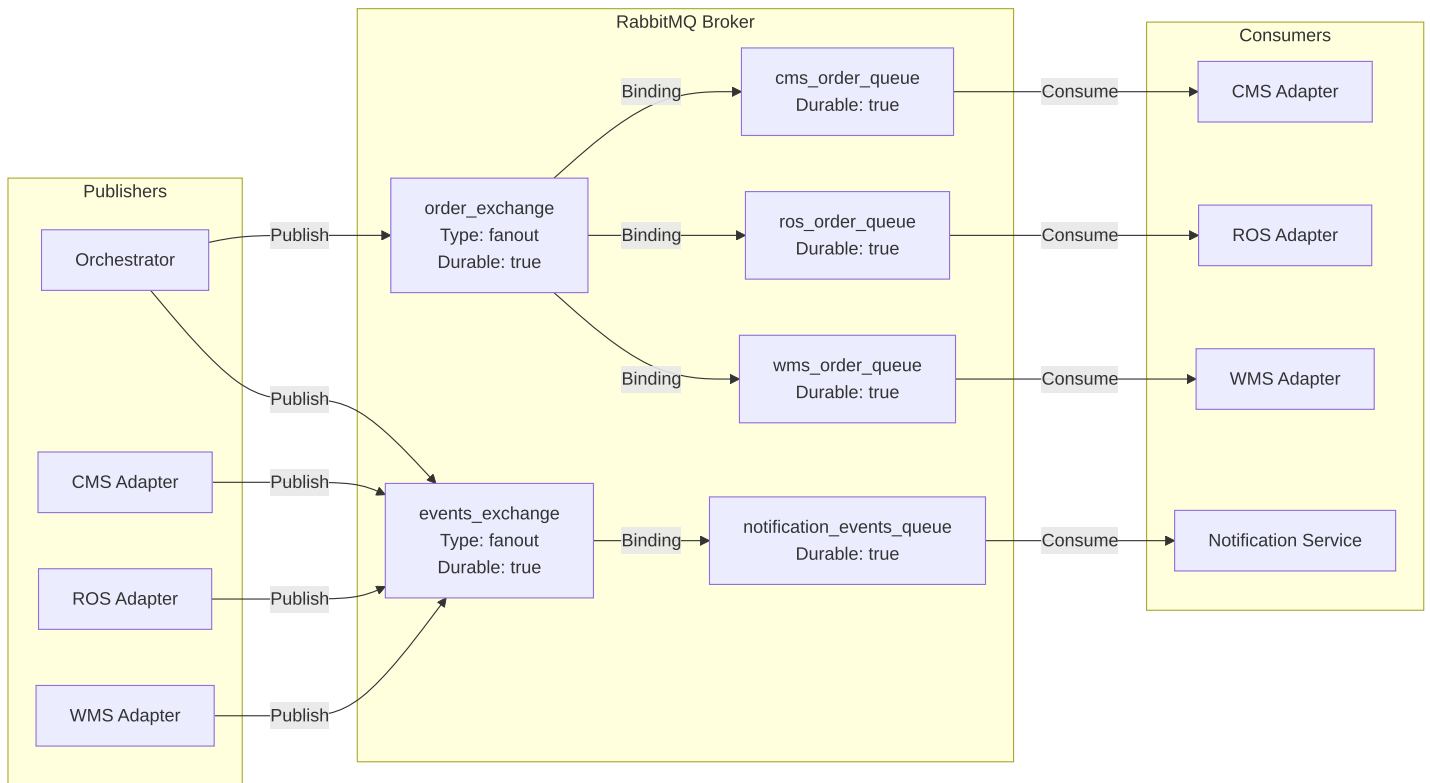 Publishers
Orchestrator
CMS Adapter
ROS Adapter
WMS Adapter
Publish
Publish
Publish
Publish
Publish
RabbitMQ Broker
order_exchange
Type: fanout
Durable: true
events_exchange
Type: fanout
Durable: true
Binding
Binding
Binding
Binding
cms_order_queue
Durable: true
ros_order_queue
Durable: true
wms_order_queue
Durable: true
notification_events_queue
Durable: true
Consume
Consume
Consume
Consume
Consumers
CMS Adapter
ROS Adapter
WMS Adapter
Notification Service